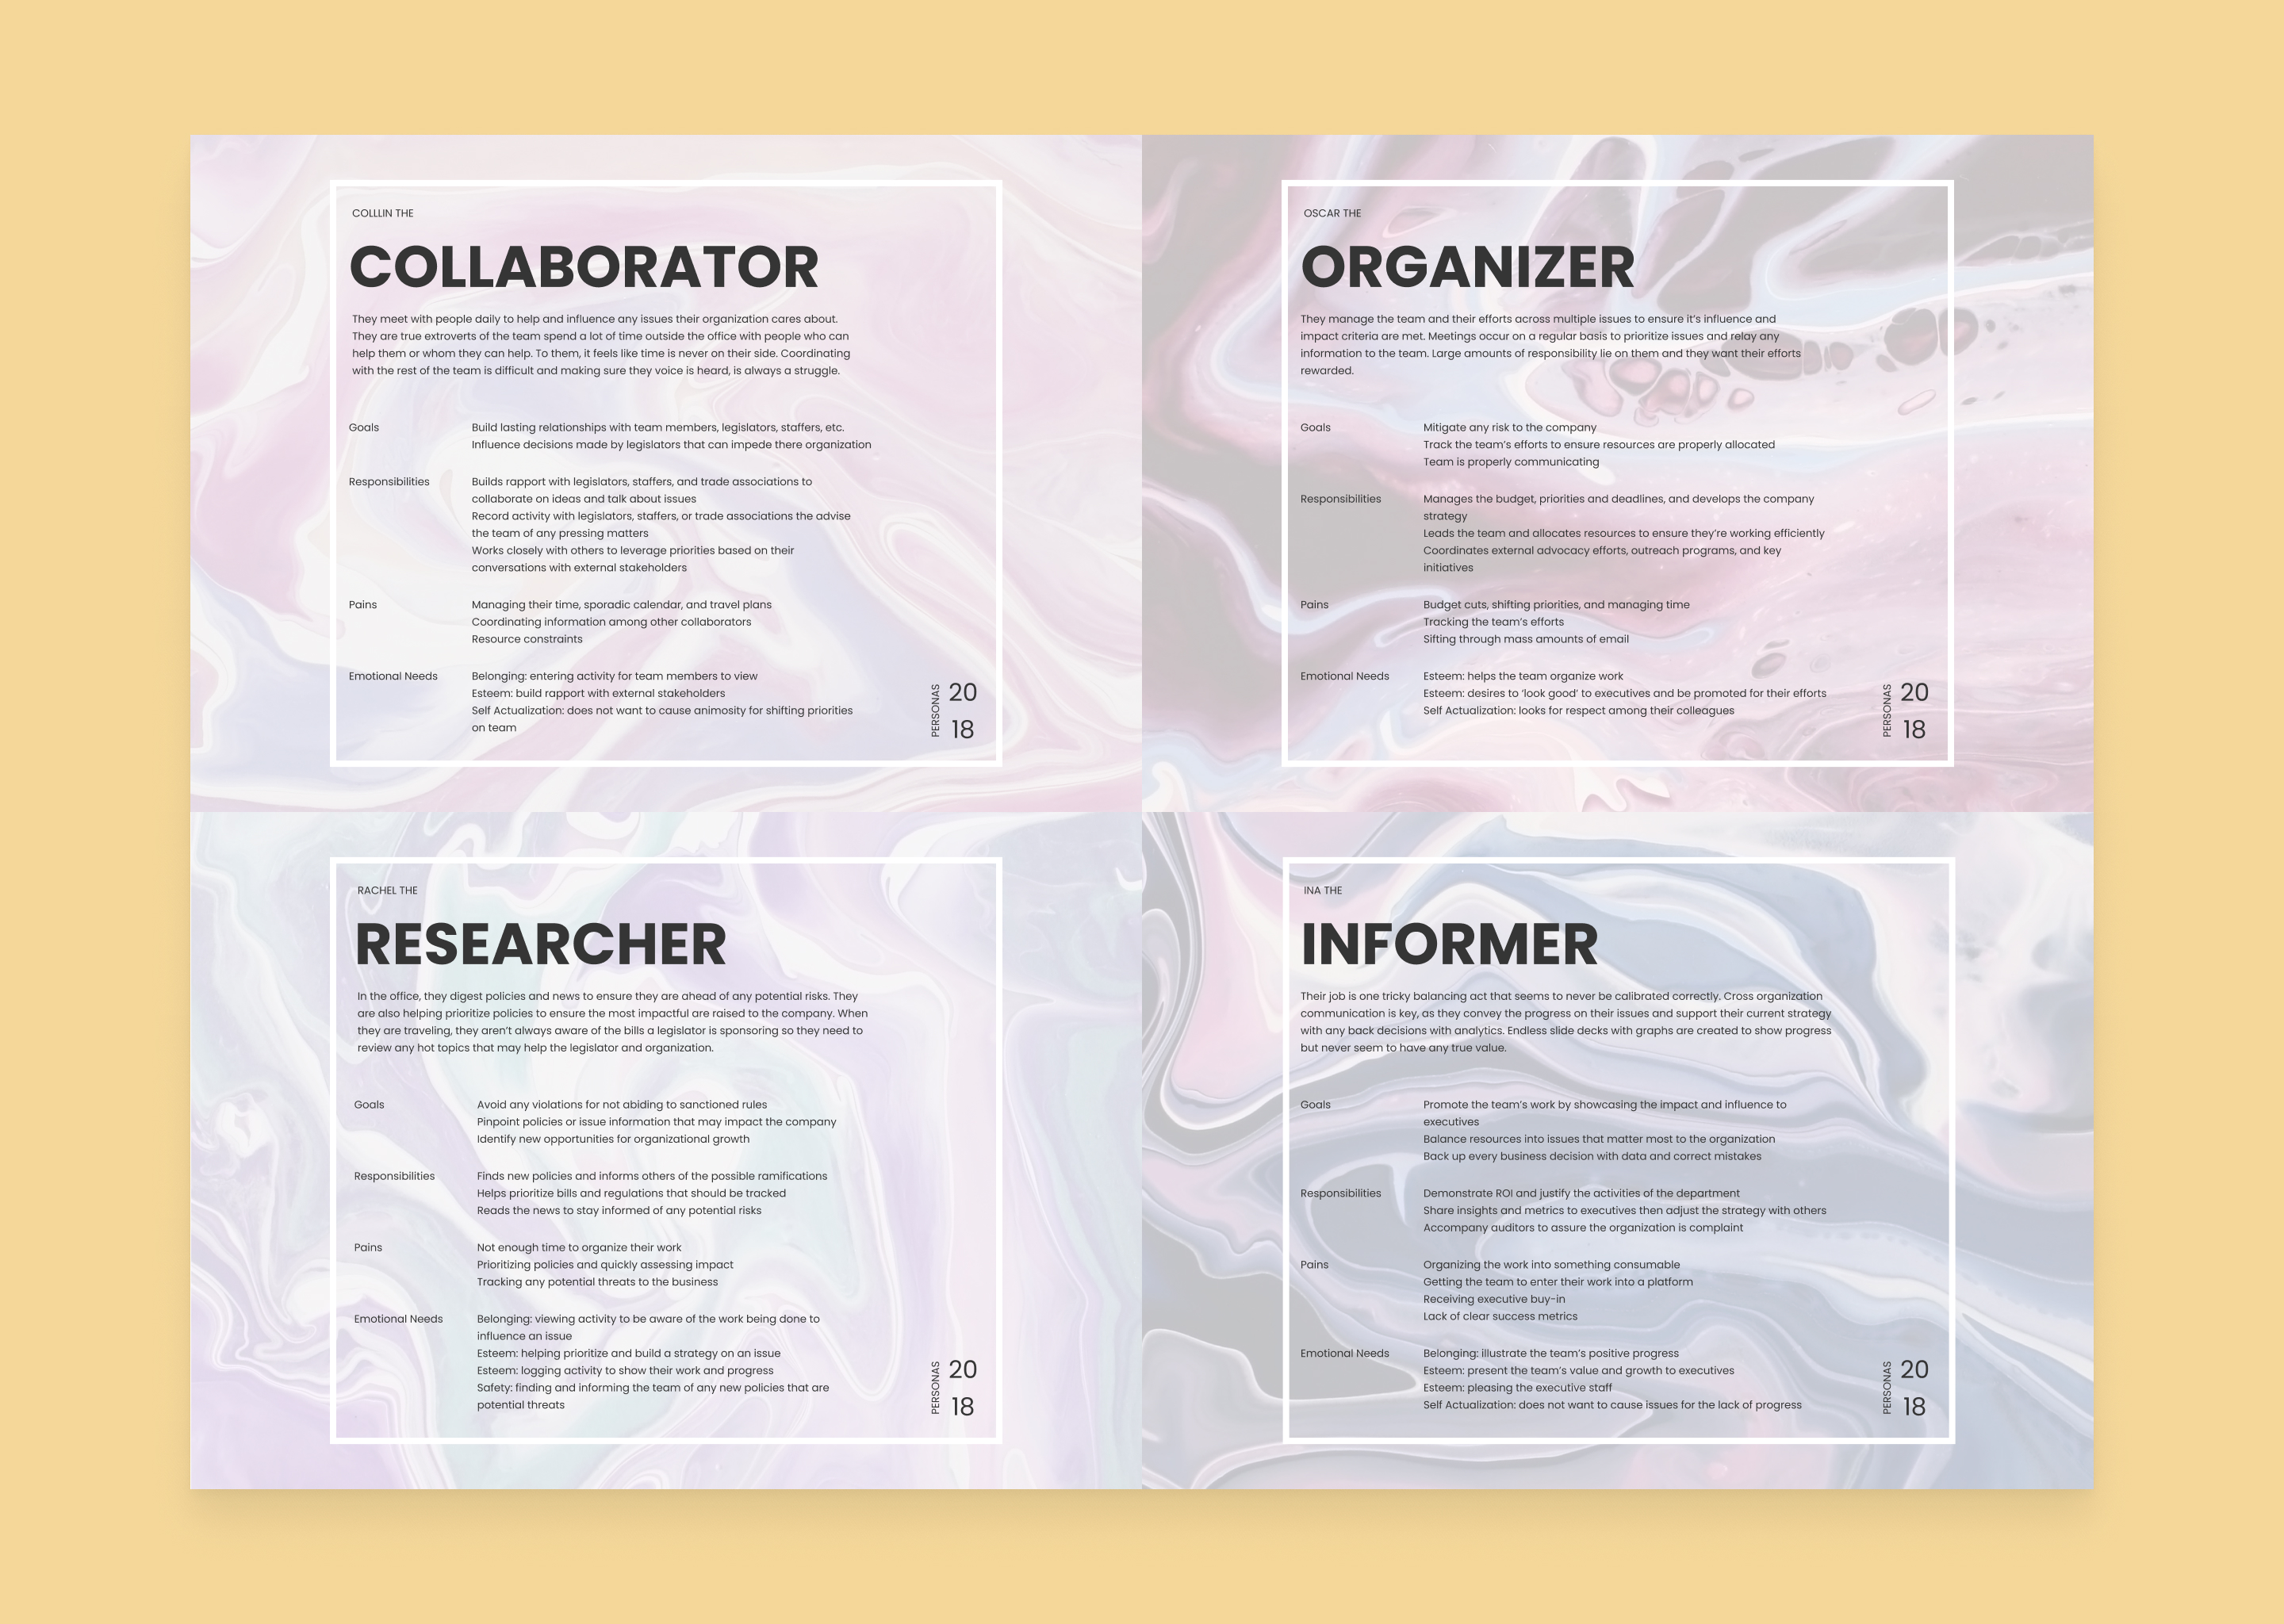 COLLLIN THE
COLLABORATOR
They meet with people daily to help and influence any issues their organization cares about.
They are true extroverts of the team spend a lot of time outside the office with people who can
help them or whom they can help. To them, it feels like time is never on their side. Coordinating
with the rest of the team is difficult and making sure they voice is heard, is always a struggle.
Goals
Build lasting relationships with team members, legislators, staffers, etc.
Influence decisions made by legislators that can impede there organization
Responsibilities
Builds rapport with legislators, staffers, and trade associations to
collaborate on ideas and talk about issues
Record activity with legislators, staffers, or trade associations the advise
the team of any pressing matters
Works closely with others to leverage priorities based on their
conversations with external stakeholders
Pains
Managing their time, sporadic calendar, and travel plans
Coordinating information among other collaborators
Resource constraints
Emotional Needs
Belonging: entering activity for team members to view
Esteem: build rapport with external stakeholders
Self Actualization: does not want to cause animosity for shifting priorities
on team
PERSONAS
20
18
OSCAR THE
ORGANIZER
They manage the team and their efforts across multiple issues to ensure it's influence and
impact criteria are met. Meetings occur on a regular basis to prioritize issues and relay any
information to the team. Large amounts of responsibility lie on them and they want their efforts
rewarded.
Goals
Mitigate any risk to the company
Track the team's efforts to ensure resources are properly allocated
Team is properly communicating
Responsibilities
Manages the budget, priorities and deadlines, and develops the company
strategy
Leads the team and allocates resources to ensure they're working efficiently
Coordinates external advocacy efforts, outreach programs, and key
initiatives
Pains
Budget cuts, shifting priorities, and managing time
Tracking the team's efforts
Sifting through mass amounts of email
Emotional Needs
Esteem: helps the team organize work
Esteem: desires to 'look good' to executives and be promoted for their efforts
Self Actualization: looks for respect among their colleagues
PERSONAS
20
18
RACHEL THE
RESEARCHER
In the office, they digest policies and news to ensure they are ahead of any potential risks. They
are also helping prioritize policies to ensure the most impactful are raised to the company. When
they are traveling, they aren't always aware of the bills a legislator is sponsoring so they need to
review any hot topics that may help the legislator and organization.
Goals
Avoid any violations for not abiding to sanctioned rules
Pinpoint policies or issue information that may impact the company
Identify new opportunities for organizational growth
Responsibilities
Finds new policies and informs others of the possible ramifications
Helps prioritize bills and regulations that should be tracked
Reads the news to stay informed of any potential risks
Pains
Not enough time to organize their work
Prioritizing policies and quickly assessing impact
Tracking any potential threats to the business
Emotional Needs
Belonging: viewing activity to be aware of the work being done to
influence an issue
Esteem: helping prioritize and build a strategy on an issue
Esteem: logging activity to show their work and progress
Safety: finding and informing the team of any new policies that are
potential threats
PERSONAS
20
18
INA THE
INFORMER
Their job is one tricky balancing act that seems to never be calibrated correctly. Cross organization
communication is key, as they convey the progress on their issues and support their current strategy
with any back decisions with analytics. Endless slide decks with graphs are created to show progress
but never seem to have any true value.
Goals
Promote the team's work by showcasing the impact and influence to
executives
Balance resources into issues that matter most to the organization
Back up every business decision with data and correct mistakes
Responsibilities
Demonstrate ROI and justify the activities of the department
Share insights and metrics to executives then adjust the strategy with others
Accompany auditors to assure the organization is complaint
Pains
Organizing the work into something consumable
Getting the team to enter their work into a platform
Receiving executive buy-in
Lack of clear success metrics
Emotional Needs
Belonging: illustrate the team's positive progress
Esteem: present the team's value and growth to executives
Esteem: pleasing the executive staff
Self Actualization: does not want to cause issues for the lack of progress
PERSONAS
20
18